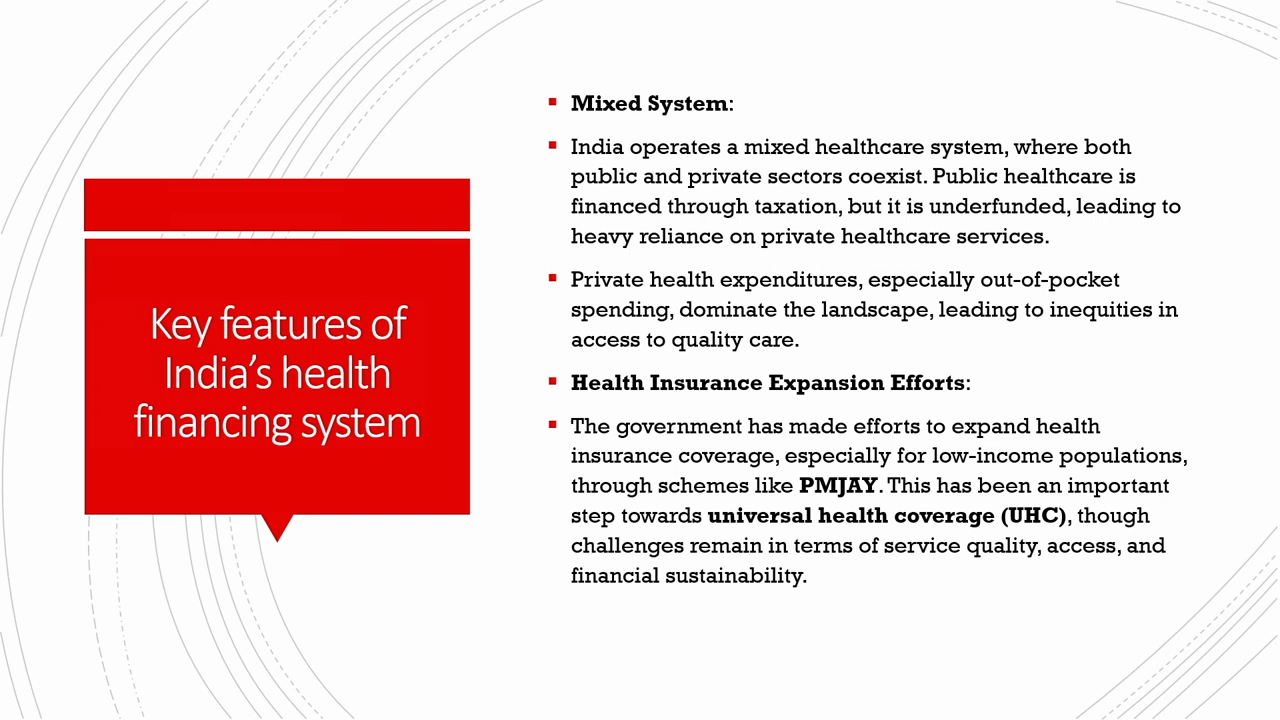 Key features of
India's health
financing system
Mixed System:
India operates a mixed healthcare system, where both
public and private sectors coexist. Public healthcare is
financed through taxation, but it is underfunded, leading to
heavy reliance on private healthcare services.
Private health expenditures, especially out-of-pocket
spending, dominate the landscape, leading to inequities in
access to quality care.
Health Insurance Expansion Efforts:
The government has made efforts to expand health
insurance coverage, especially for low-income populations,
through schemes like PMJAY. This has been an important
step towards universal health coverage (UHC), though
challenges remain in terms of service quality, access, and
financial sustainability.